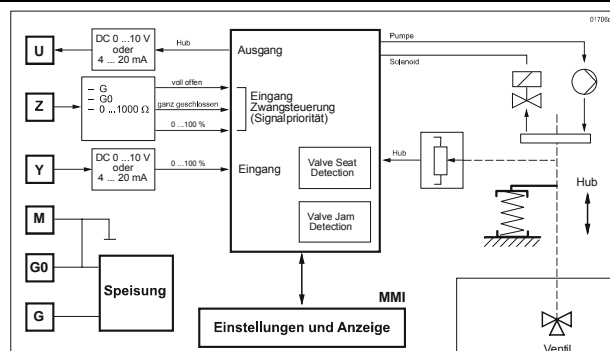 01706d
U
DC 0 ...10 V
oder
4 ... 20 mA
Hub
Ausgang
Pumpe
Solenoid
Z
– G
– G0
– 0 ...1000 Ω
voll offen
ganz geschlossen
0 ...100 %
Eingang
Zwangsteuerung
(Signalpriorität)
Y
DC 0 ...10 V
oder
4 ... 20 mA
0 ...100 %
Eingang
Valve Seat
Detection
Valve Jam
Detection
Hub
Hub
M
G0
G
Speisung
MMI
Einstellungen und Anzeige
Ventil